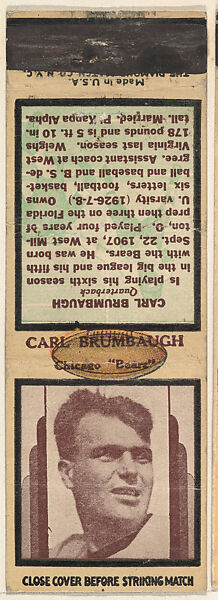 Made in U.S.A.
THE DIAMOND MATCH CO. N.Y.C.
CARL BRUMBAUGH
Quarterback
Is playing his sixth season
in the big league and his fifth
with the Bears. He was born
Sept. 22, 1907, at West Mil-
ton, O. Played four years of
prep then three on the Florida
U. varsity (1926-7-8). Owns
six letters, football, basket-
ball and baseball and B. S. de-
gree. Assistant coach at West
Virginia last season. Weighs
178 pounds and is 5 ft. 10 in.
tall. Married. Pi Kappa Alpha.
CARL BRUMBAUGH
Chicago "Bears"
CLOSE COVER BEFORE STRIKING MATCH